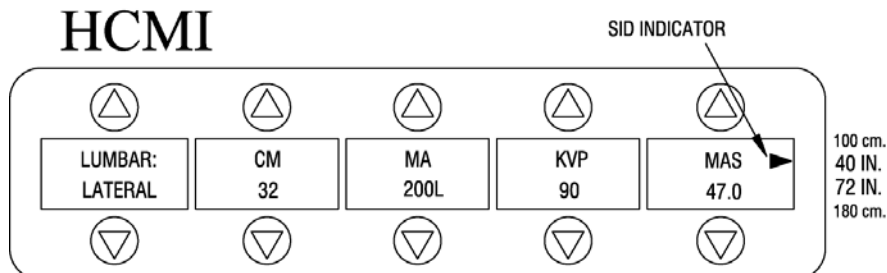 HCMI
SID INDICATOR
LUMBAR:
LATERAL
CM
32
MA
200L
KVP
90
MAS
47.0
100 cm.
40 IN.
72 IN.
180 cm.